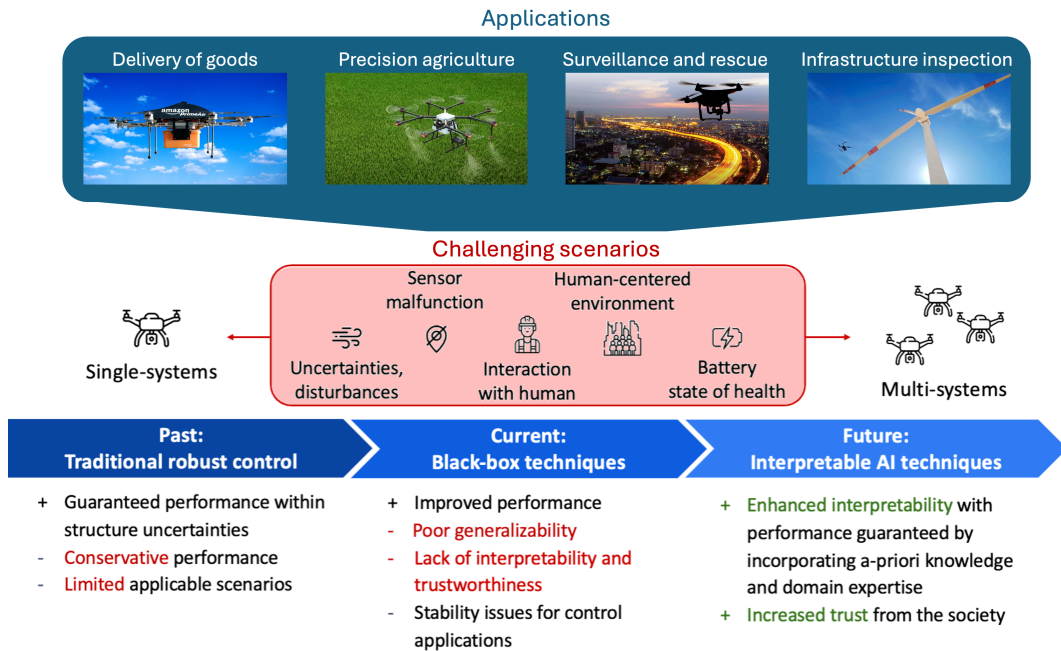 Applications
Delivery of goods
Precision agriculture
Surveillance and rescue
Infrastructure inspection
amazon
PrimeAir
Challenging scenarios
Sensor
malfunction
Human-centered
environment
Uncertainties,
disturbances
Interaction
with human
Battery
state of health
Single-systems
Multi-systems
Past:
Traditional robust control
Current:
Black-box techniques
Future:
Interpretable AI techniques
+ Guaranteed performance within
structure uncertainties
- Conservative performance
- Limited applicable scenarios
+ Improved performance
- Poor generalizability
- Lack of interpretability and
trustworthiness
- Stability issues for control
applications
+ Enhanced interpretability with
performance guaranteed by
incorporating a-priori knowledge
and domain expertise
+ Increased trust from the society